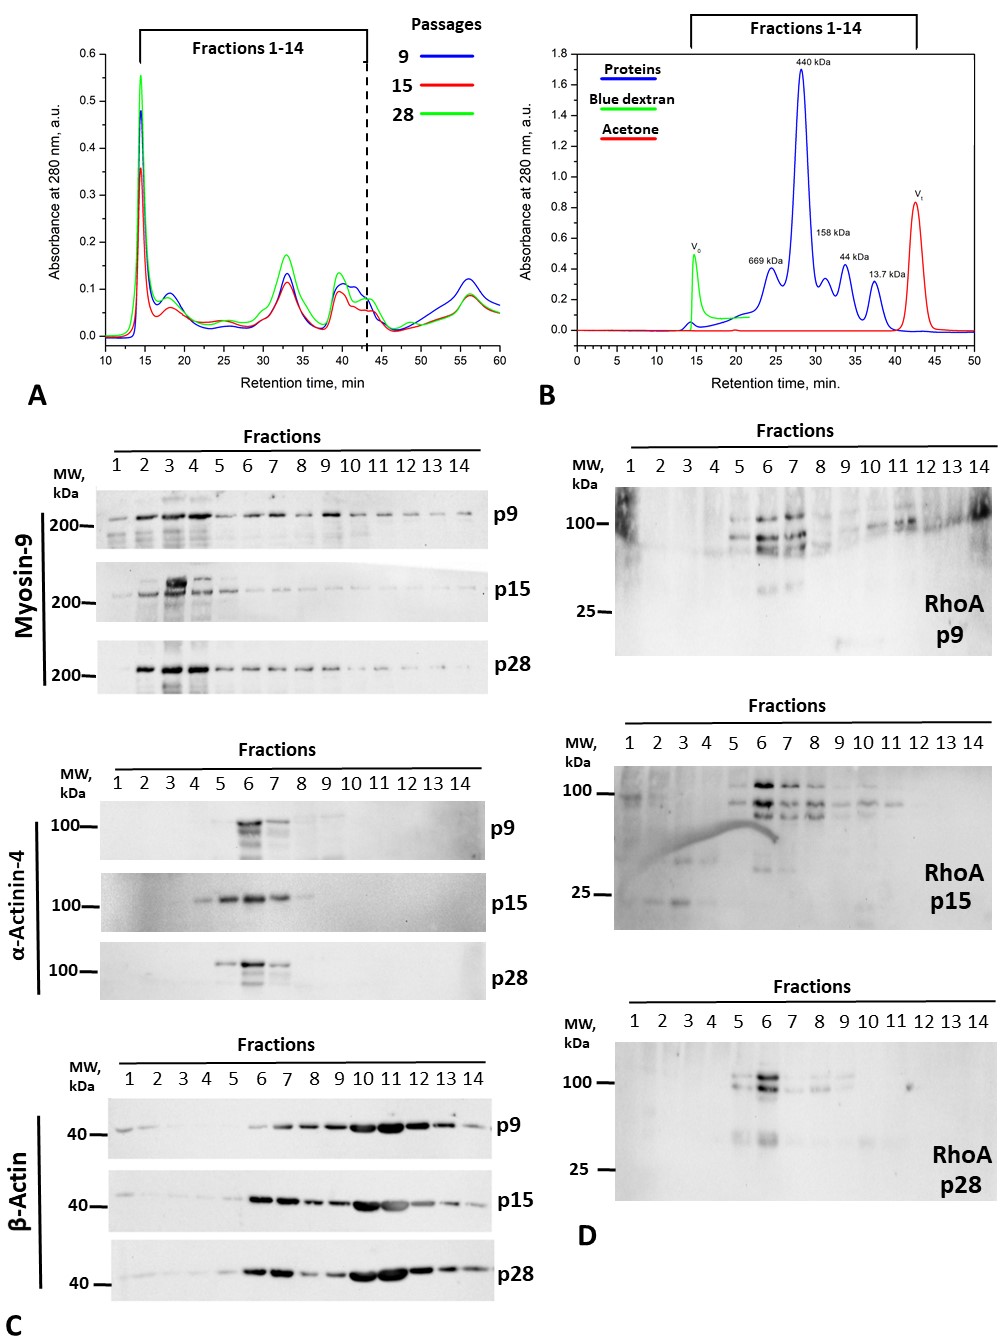 Passages
9
15
28
Fractions 1-14
Absorbance at 280 nm, a.u.
0.6
0.5
0.4
0.3
0.2
0.1
0.0
10 15 20 25 30 35 40 45 50 55 60
Retention time, min
A
Fractions 1-14
Proteins
Blue dextran
Acetone
Absorbance at 280 nm, a.u.
1.8
1.6
1.4
1.2
1.0
0.8
0.6
0.4
0.2
0.0
V0
669 kDa
440 kDa
158 kDa
44 kDa
13.7 kDa
Vt
0 5 10 15 20 25 30 35 40 45 50
Retention time, min.
B
Fractions
MW, kDa
1 2 3 4 5 6 7 8 9 10 11 12 13 14
Myosin-9
200 p9
200 p15
200 p28
Fractions
MW, kDa
1 2 3 4 5 6 7 8 9 10 11 12 13 14
α-Actinin-4
100 p9
100 p15
100 p28
Fractions
MW, kDa
1 2 3 4 5 6 7 8 9 10 11 12 13 14
β-Actin
40 p9
40 p15
40 p28
C
Fractions
MW, kDa
1 2 3 4 5 6 7 8 9 10 11 12 13 14
100
25
RhoA
p9
Fractions
MW, kDa
1 2 3 4 5 6 7 8 9 10 11 12 13 14
100
25
RhoA
p15
Fractions
MW, kDa
1 2 3 4 5 6 7 8 9 10 11 12 13 14
100
25
RhoA
p28
D